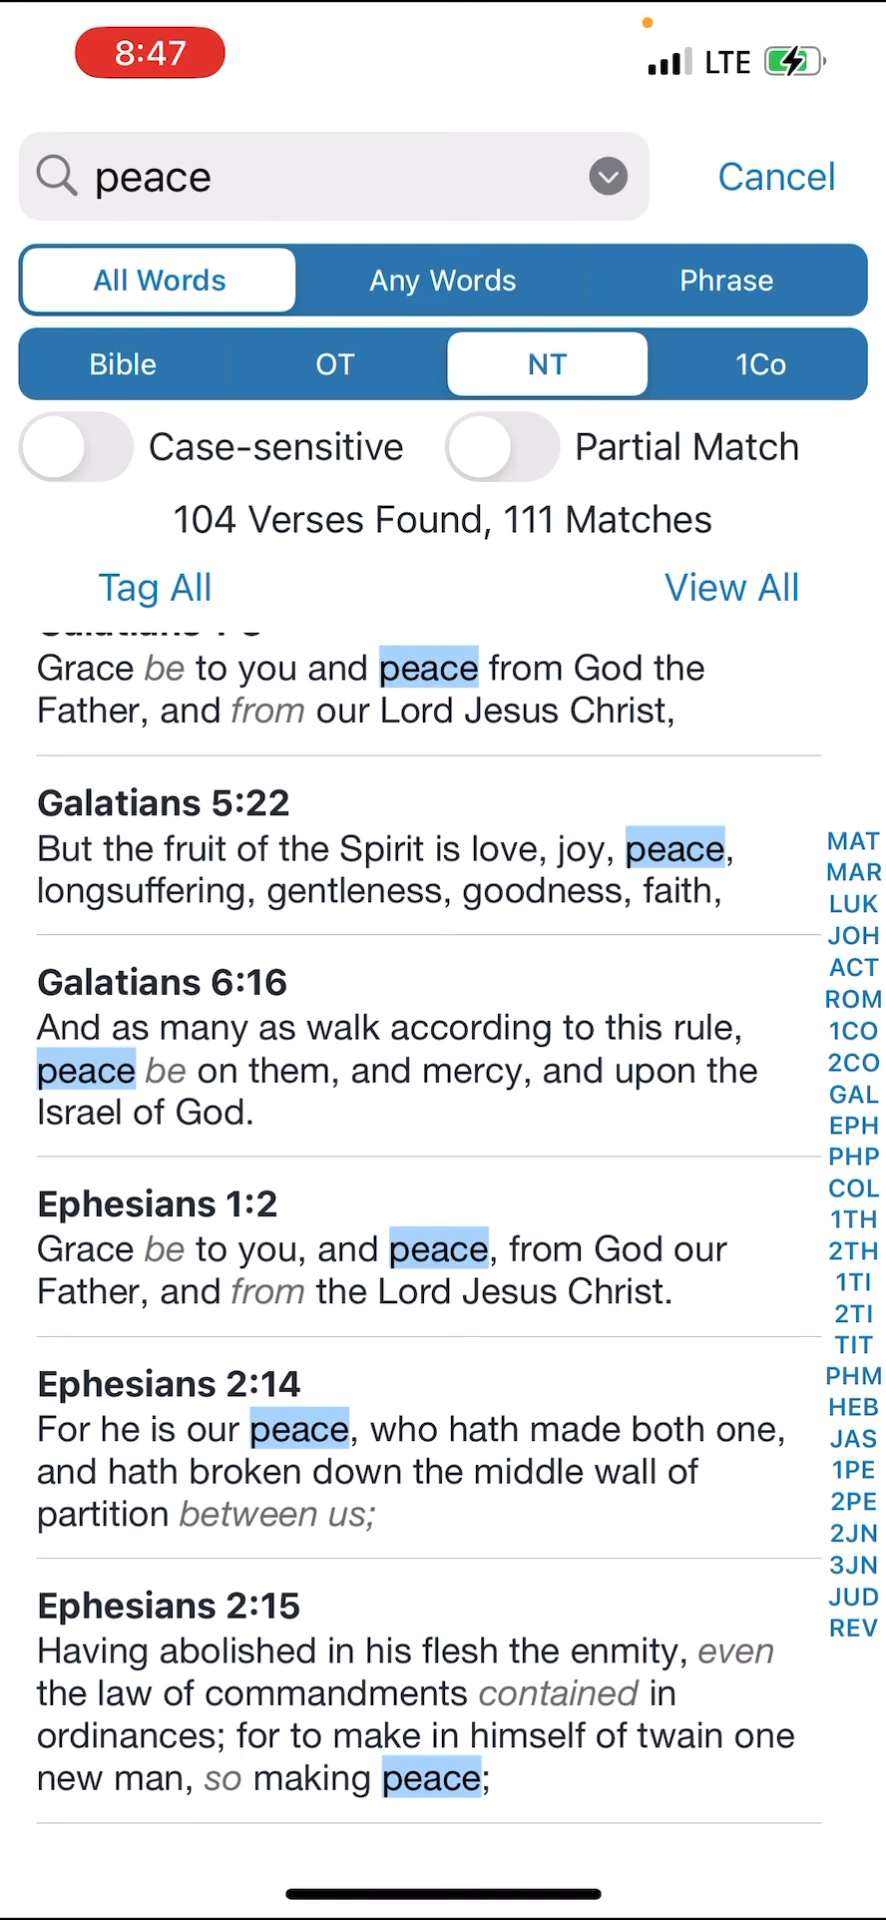 8:47
LTE
peace
Cancel
All Words
Any Words
Phrase
Bible
OT
NT
1Co
Case-sensitive
Partial Match
104 Verses Found, 111 Matches
Tag All
View All
Grace be to you and peace from God the
Father, and from our Lord Jesus Christ,
Galatians 5:22
But the fruit of the Spirit is love, joy, peace,
longsuffering, gentleness, goodness, faith,
Galatians 6:16
And as many as walk according to this rule,
peace be on them, and mercy, and upon the
Israel of God.
Ephesians 1:2
Grace be to you, and peace, from God our
Father, and from the Lord Jesus Christ.
Ephesians 2:14
For he is our peace, who hath made both one,
and hath broken down the middle wall of
partition between us;
Ephesians 2:15
Having abolished in his flesh the enmity, even
the law of commandments contained in
ordinances; for to make in himself of twain one
new man, so making peace;
MAT
MAR
LUK
JOH
ACT
ROM
1CO
2CO
GAL
EPH
PHP
COL
1TH
2TH
1TI
2TI
TIT
PHM
HEB
JAS
1PE
2PE
2JN
3JN
JUD
REV